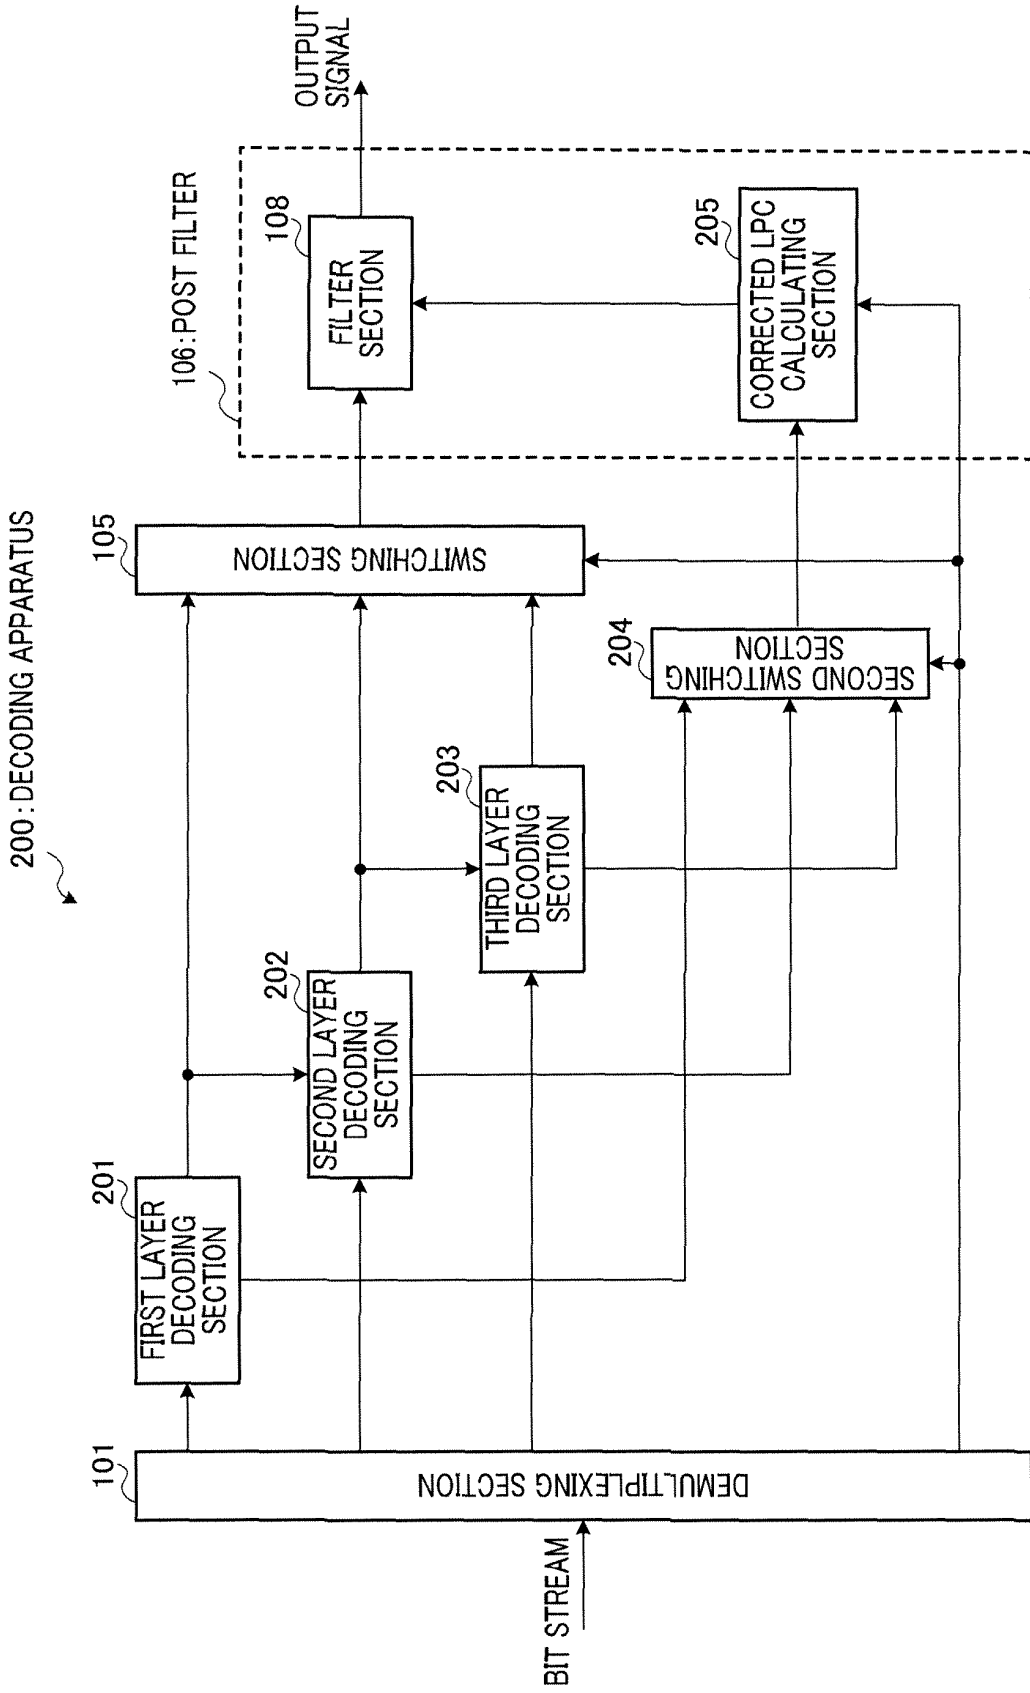 200:DECODING APPARATUS
BIT STREAM
101
DEMULTIPLEXING SECTION
201
FIRST LAYER
DECODING
SECTION
202
SECOND LAYER
DECODING
SECTION
203
THIRD LAYER
DECODING
SECTION
105
SWITCHING SECTION
204
SECOND SWITCHING
SECTION
106:POST FILTER
108
FILTER
SECTION
205
CORRECTED LPC
CALCULATING
SECTION
OUTPUT
SIGNAL